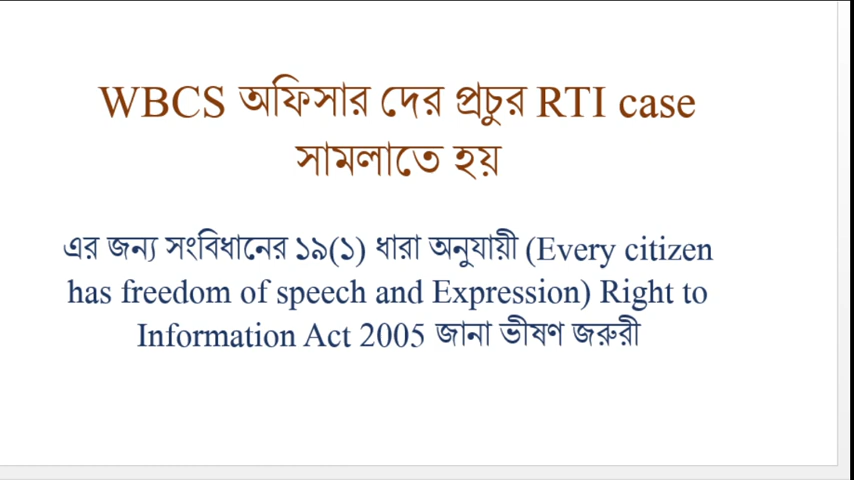 WBCS অফিসার দের প্রচুর RTI case
সামলাতে হয়
এর জন্য সংবিধানের ১৯(১) ধারা অনুযায়ী (Every citizen
has freedom of speech and Expression) Right to
Information Act 2005 জানা ভীষণ জরুরী